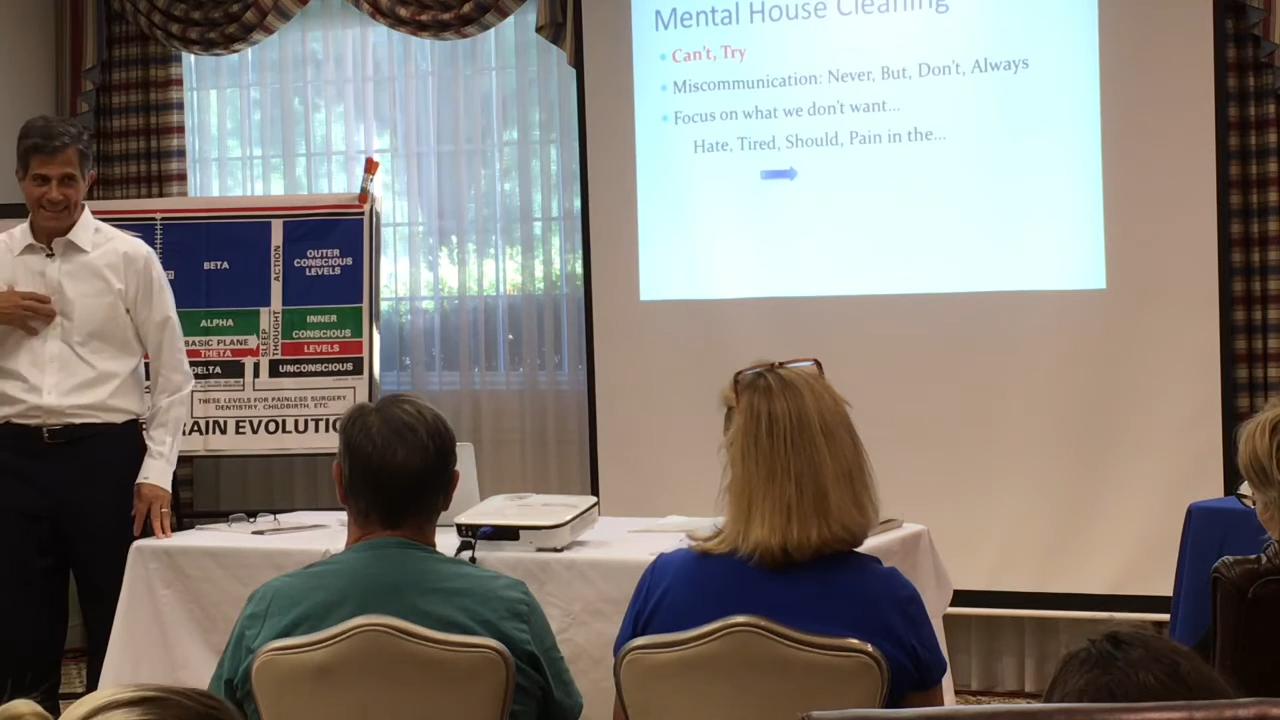 Mental House Cleaning
Can't, Try
Miscommunication: Never, But, Don't, Always
Focus on what we don't want...
Hate, Tired, Should, Pain in the...
BETA
ACTION
OUTER
CONSCIOUS
LEVELS
ALPHA
BASIC PLANE
THETA
DELTA
SLEEP
THOUGHT
INNER
CONSCIOUS
LEVELS
UNCONSCIOUS
THESE LEVELS FOR PAINLESS SURGERY
DENTISTRY, CHILDBIRTH, ETC.
RAIN EVOLUTIO